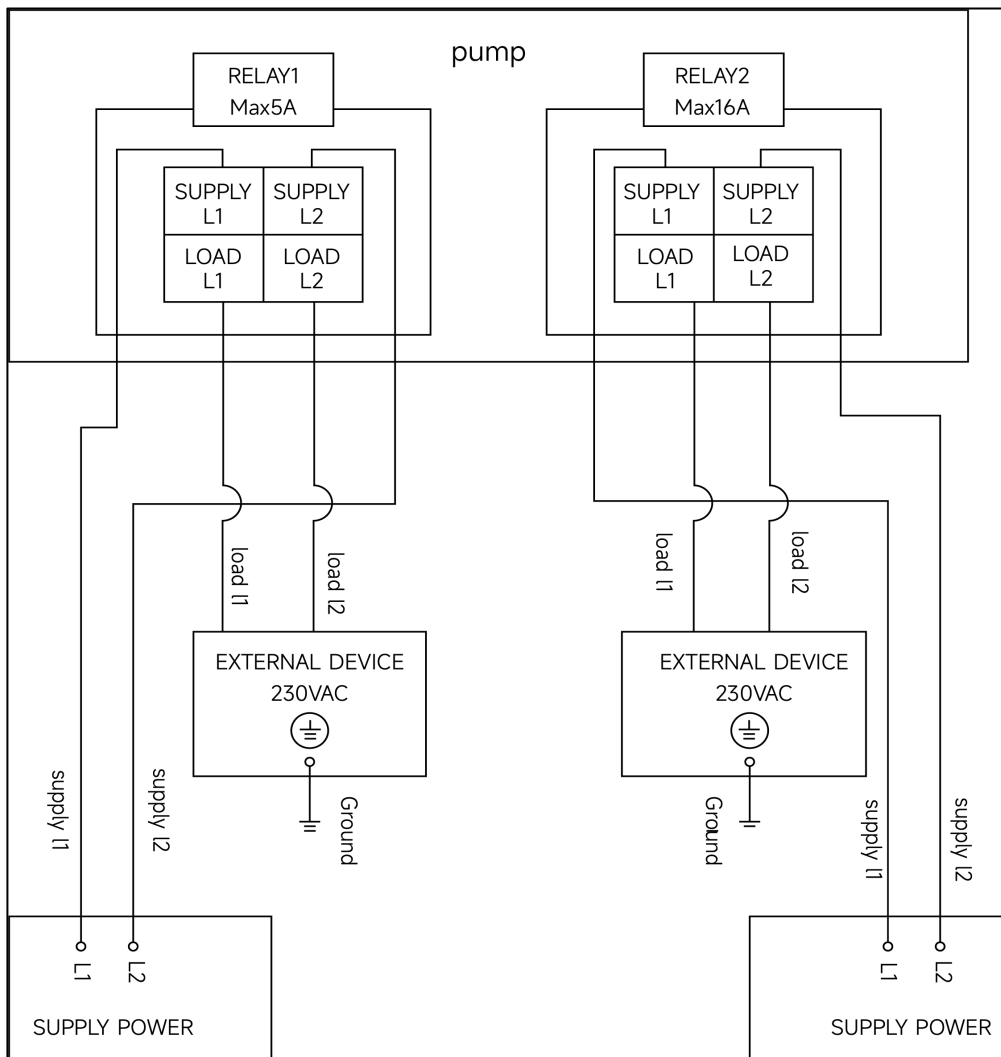 pump
RELAY1
Max5A
RELAY2
Max16A
SUPPLY
L1
SUPPLY
L2
LOAD
L1
LOAD
L2
SUPPLY
L1
SUPPLY
L2
LOAD
L1
LOAD
L2
load l1
load l2
load l1
load l2
EXTERNAL DEVICE
230VAC
EXTERNAL DEVICE
230VAC
supply l1
supply l2
Ground
Ground
supply l1
supply l2
L1
L2
L1
L2
SUPPLY POWER
SUPPLY POWER